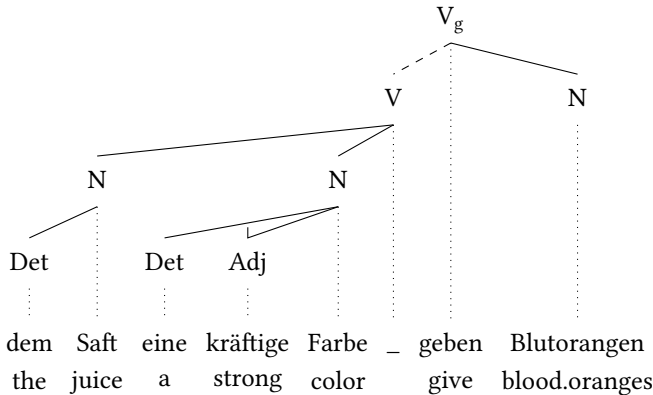 V_g
V N
N N
Det Det Adj
dem Saft eine kräftige Farbe _ geben Blutorangen
the juice a strong color give blood.oranges